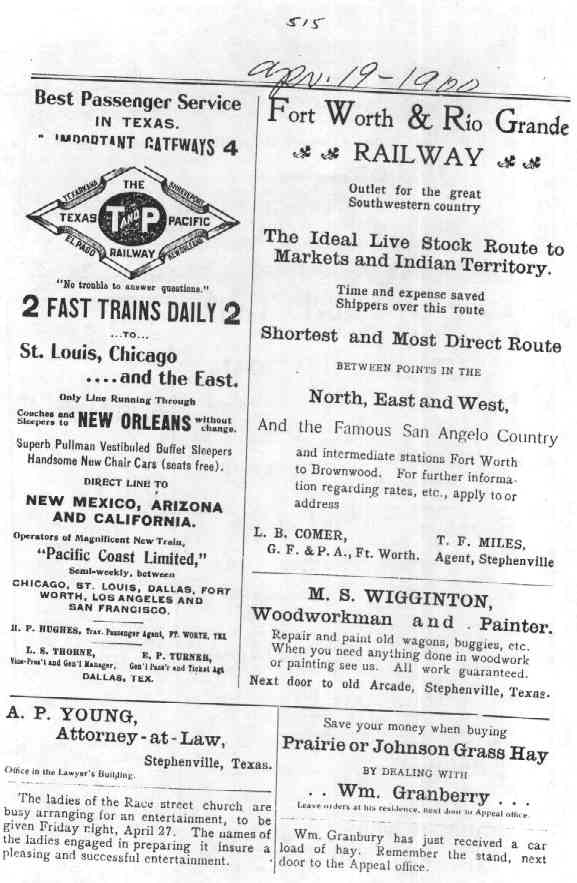 515
Apr. 19-1900
Best Passenger Service
IN TEXAS.
IMPORTANT GATEWAYS 4
TEXARKANA
THE
SHREVEPORT
TEXAS
T AND P
PACIFIC
EL PASO
RAILWAY
NEW ORLEANS
"No trouble to answer questions."
2 FAST TRAINS DAILY 2
...TO...
St. Louis, Chicago
....and the East.
Only Line Running Through
Coaches and
Sleepers to NEW ORLEANS without
change.
Superb Pullman Vestibuled Buffet Sleepers
Handsome New Chair Cars (seats free).
DIRECT LINE TO
NEW MEXICO, ARIZONA
AND CALIFORNIA.
Operators of Magnificent New Train,
"Pacific Coast Limited,"
Semi-weekly, between
CHICAGO, ST. LOUIS, DALLAS, FORT
WORTH, LOS ANGELES AND
SAN FRANCISCO.
H. P. HUGHES, Trav. Passenger Agent, FT. WORTH, TEX
L. S. THORNE,
Vice-Pres't and Gen'l Manager,
E. P. TURNER,
Gen'l Pass'r and Ticket Agt
DALLAS, TEX.
Fort Worth & Rio Grande
RAILWAY
Outlet for the great
Southwestern country
The Ideal Live Stock Route to
Markets and Indian Territory.
Time and expense saved
Shippers over this route
Shortest and Most Direct Route
BETWEEN POINTS IN THE
North, East and West,
And the Famous San Angelo Country
and intermediate stations Fort Worth
to Brownwood. For further informa-
tion regarding rates, etc., apply to or
address
L. B. COMER,
G. F. & P. A., Ft. Worth.
T. F. MILES,
Agent, Stephenville
M. S. WIGGINTON,
Woodworkman and Painter.
Repair and paint old wagons, buggies, etc.
When you need anything done in woodwork
or painting see us. All work guaranteed.
Next door to old Arcade, Stephenville, Texas.
A. P. YOUNG,
Attorney-at-Law,
Stephenville, Texas.
Office in the Lawyer's Building.
The ladies of the Race street church are
busy arranging for an entertainment, to be
given Friday right, April 27. The names of
the ladies engaged in preparing it insure a
pleasing and successful entertainment.
Save your money when buying
Prairie or Johnson Grass Hay
BY DEALING WITH
. . Wm. Granberry . . .
Leave orders at his residence, next door to Appeal office.
Wm. Granbury has just received a car
load of hay. Remember the stand, next
door to the Appeal office.